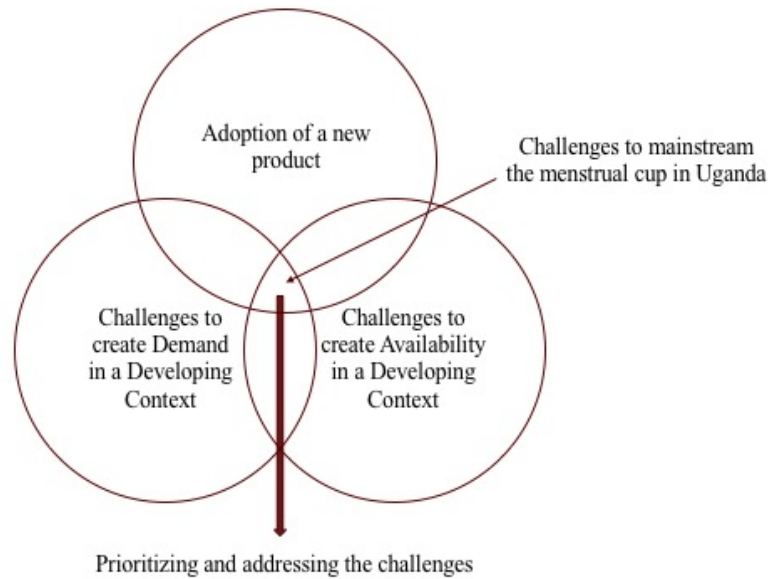 Adoption of a new
product
Challenges to mainstream
the menstrual cup in Uganda
Challenges to
create Demand
in a Developing
Context
Challenges to
create Availability
in a Developing
Context
Prioritizing and addressing the challenges